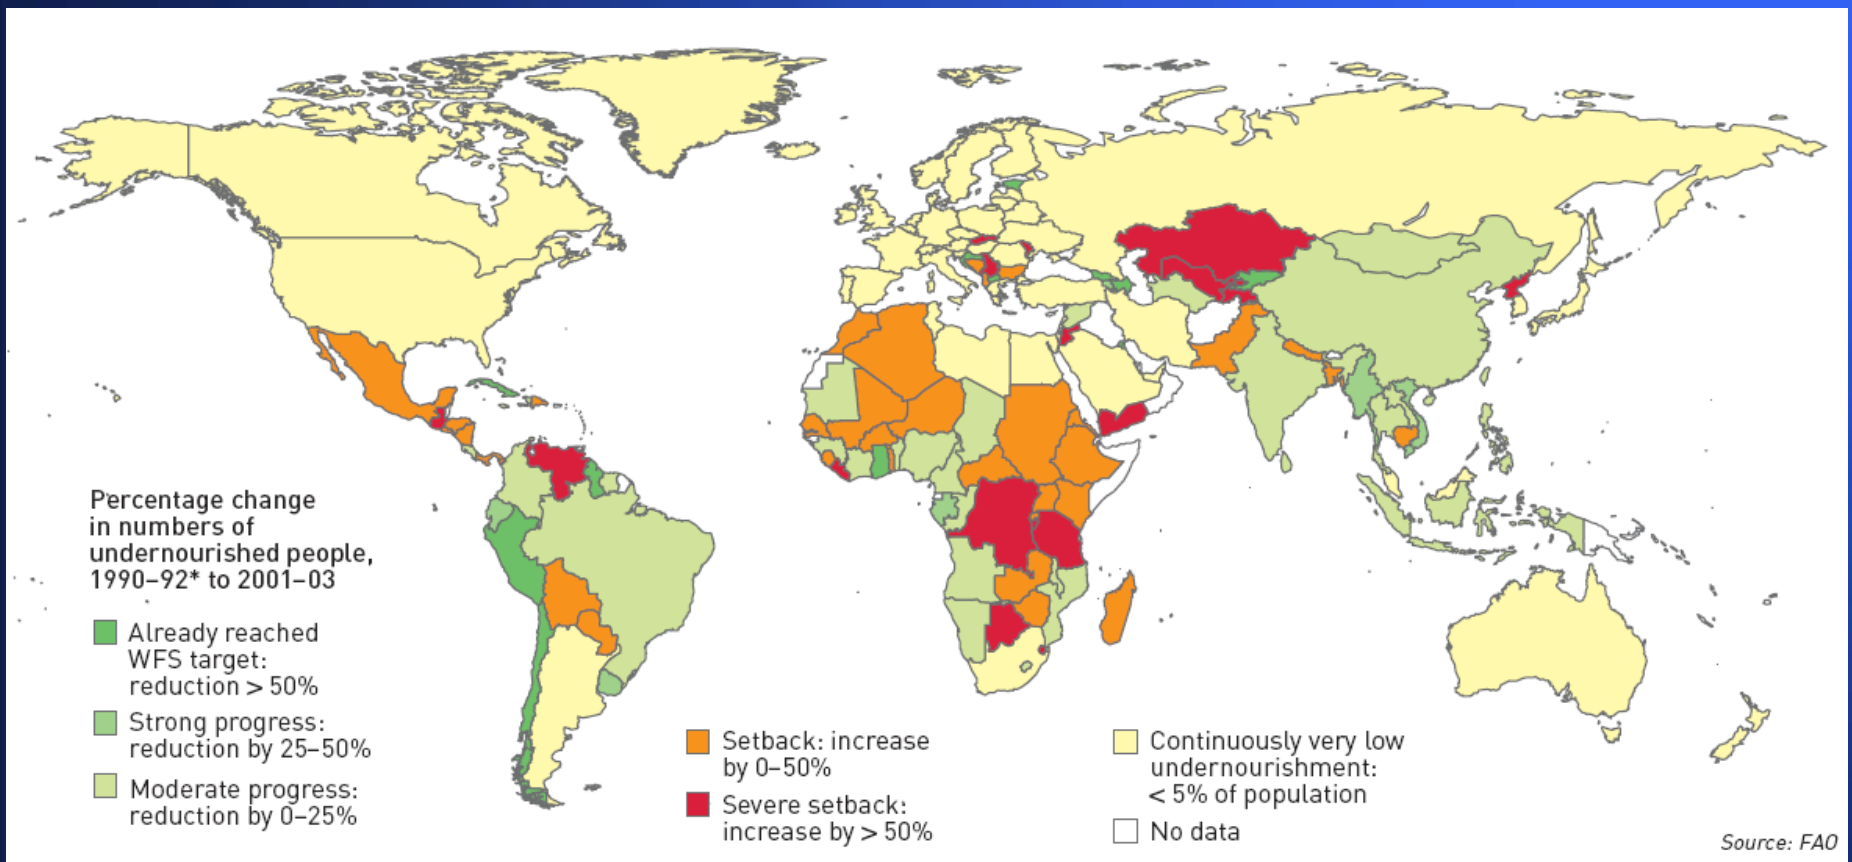 Percentage change
in numbers of
undernourished people,
1990–92* to 2001–03
Already reached
WFS target:
reduction > 50%
Strong progress:
reduction by 25–50%
Moderate progress:
reduction by 0–25%
Setback: increase
by 0–50%
Severe setback:
increase by > 50%
Continuously very low
undernourishment:
< 5% of population
No data
Source: FAO